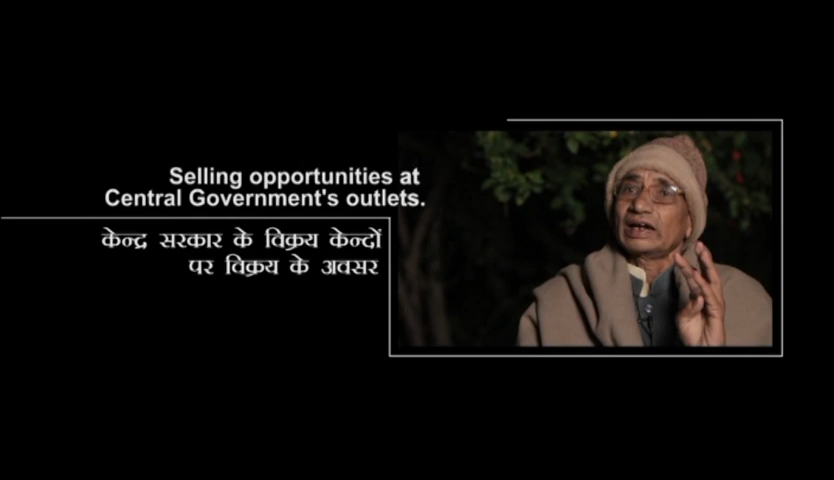 Selling opportunities at
Central Government's outlets.
केन्द्र सरकार के विक्रय केन्दों
पर विक्रय के अवसर